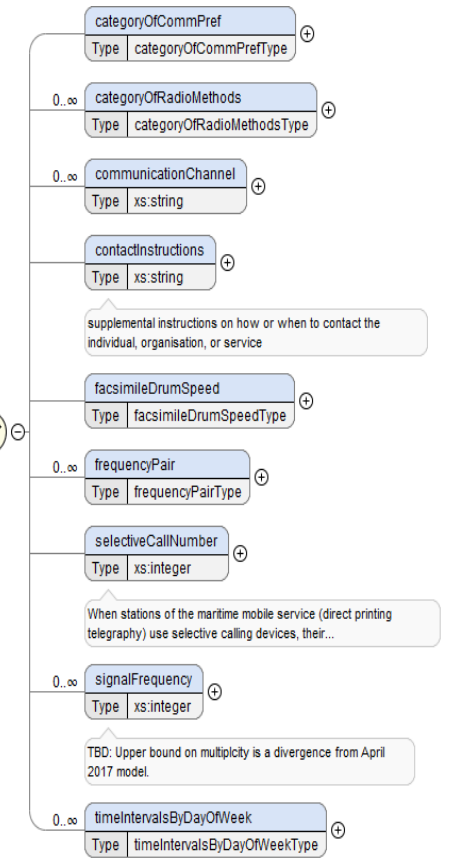 categoryOfCommPref
Type categoryOfCommPrefType
0..∞ categoryOfRadioMethods
Type categoryOfRadioMethodsType
0..∞ communicationChannel
Type xs:string
contactInstructions
Type xs:string
supplemental instructions on how or when to contact the
individual, organisation, or service
facsimileDrumSpeed
Type facsimileDrumSpeedType
0..∞ frequencyPair
Type frequencyPairType
selectiveCallNumber
Type xs:integer
When stations of the maritime mobile service (direct printing
telegraphy) use selective calling devices, their...
0..∞ signalFrequency
Type xs:integer
TBD: Upper bound on multiplcity is a divergence from April
2017 model.
0..∞ timeIntervalsByDayOfWeek
Type timeIntervalsByDayOfWeekType